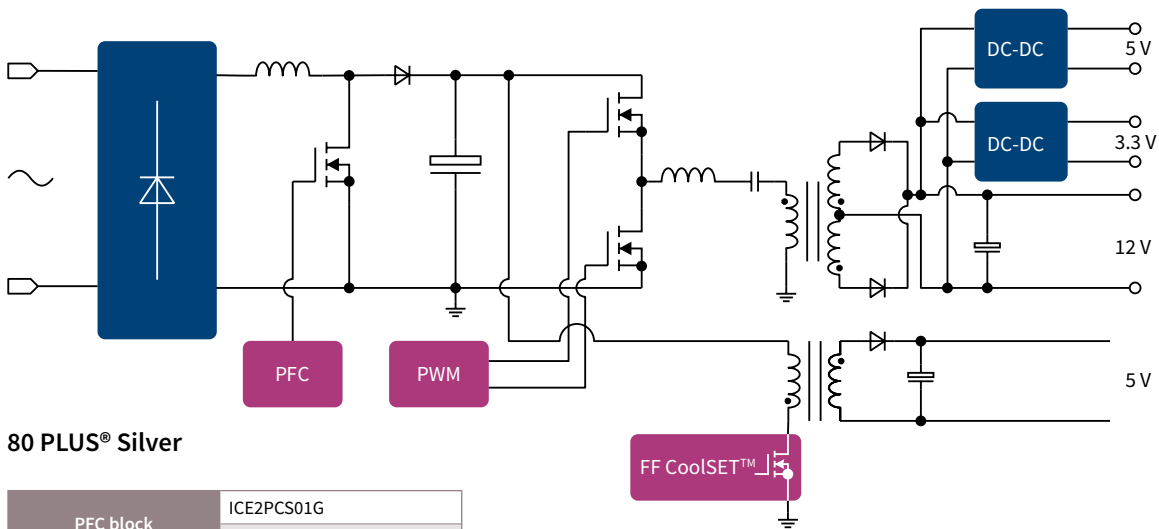 DC-DC
5 V
DC-DC
3.3 V
12 V
PFC
PWM
5 V
80 PLUS® Silver
FF CoolSET™
PFC block
ICE2PCS01G